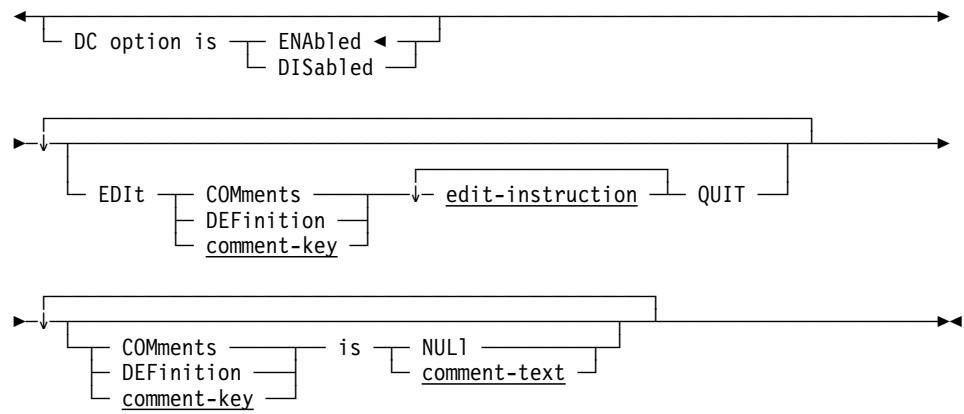 DC option is ENAbled ◄
DISabled
EDIt COMments edit-instruction QUIT
DEFinition
comment-key
COMments is NULl
DEFinition comment-text
comment-key